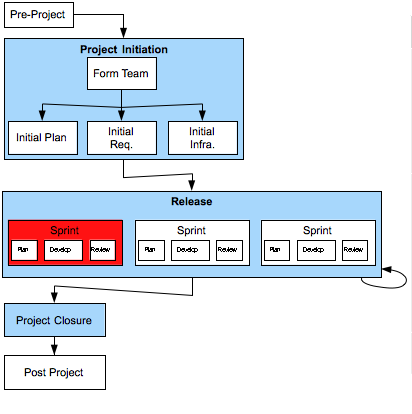 Pre-Project
Project Initiation
Form Team
Initial Plan
Initial
Req.
Initial
Infra.
Release
Sprint
Plan
Develop
Review
Sprint
Plan
Develop
Review
Sprint
Plan
Develop
Review
Project Closure
Post Project